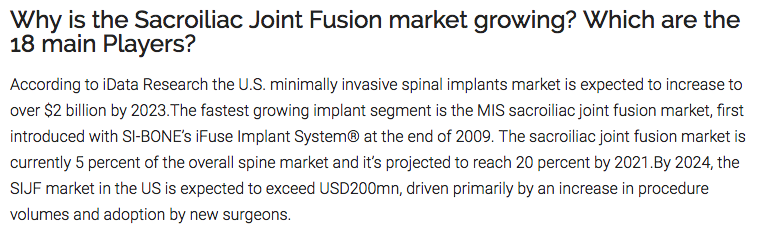 Why is the Sacroiliac Joint Fusion market growing? Which are the
18 main Players?
According to iData Research the U.S. minimally invasive spinal implants market is expected to increase to
over $2 billion by 2023.The fastest growing implant segment is the MIS sacroiliac joint fusion market, first
introduced with SI-BONE’s iFuse Implant System® at the end of 2009. The sacroiliac joint fusion market is
currently 5 percent of the overall spine market and it’s projected to reach 20 percent by 2021.By 2024, the
SIJF market in the US is expected to exceed USD200mn, driven primarily by an increase in procedure
volumes and adoption by new surgeons.